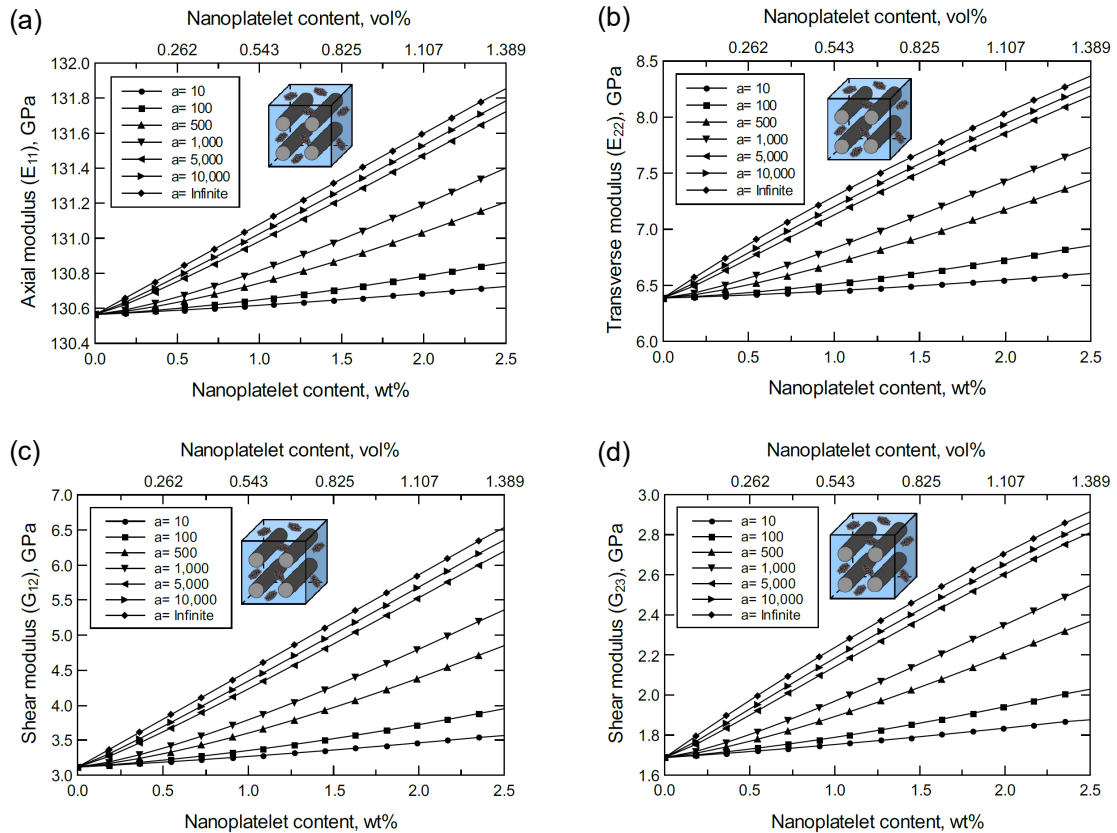 (a)
Nanoplatelet content, vol%
0.262 0.543 0.825 1.107 1.389
Axial modulus (E11), GPa
132.0
131.8
131.6
131.4
131.2
131.0
130.8
130.6
130.4
a= 10
a= 100
a= 500
a= 1,000
a= 5,000
a= 10,000
a= Infinite
0.0 0.5 1.0 1.5 2.0 2.5
Nanoplatelet content, wt%
(b)
Nanoplatelet content, vol%
0.262 0.543 0.825 1.107 1.389
Transverse modulus (E22), GPa
8.5
8.0
7.5
7.0
6.5
6.0
a= 10
a= 100
a= 500
a= 1,000
a= 5,000
a= 10,000
a= Infinite
0.0 0.5 1.0 1.5 2.0 2.5
Nanoplatelet content, wt%
(c)
Nanoplatelet content, vol%
0.262 0.543 0.825 1.107 1.389
Shear modulus (G12), GPa
7.0
6.5
6.0
5.5
5.0
4.5
4.0
3.5
3.0
a= 10
a= 100
a= 500
a= 1,000
a= 5,000
a= 10,000
a= Infinite
0.0 0.5 1.0 1.5 2.0 2.5
Nanoplatelet content, wt%
(d)
Nanoplatelet content, vol%
0.262 0.543 0.825 1.107 1.389
Shear modulus (G23), GPa
3.0
2.8
2.6
2.4
2.2
2.0
1.8
1.6
a= 10
a= 100
a= 500
a= 1,000
a= 5,000
a= 10,000
a= Infinite
0.0 0.5 1.0 1.5 2.0 2.5
Nanoplatelet content, wt%